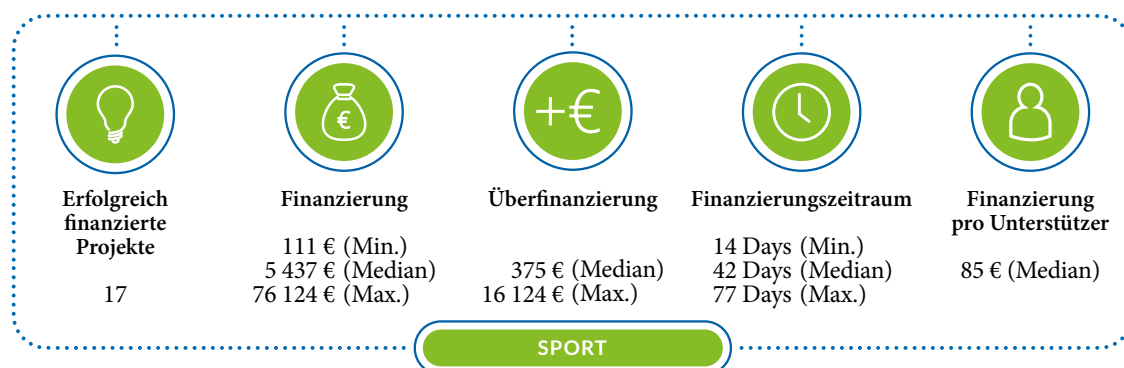 +€
€
Erfolgreich
finanzierte
Projekte
17
Finanzierung
111 € (Min.)
5 437 € (Median)
76 124 € (Max.)
Überfinanzierung
375 € (Median)
16 124 € (Max.)
Finanzierungszeitraum
14 Days (Min.)
42 Days (Median)
77 Days (Max.)
Finanzierung
pro Unterstützer
85 € (Median)
SPORT